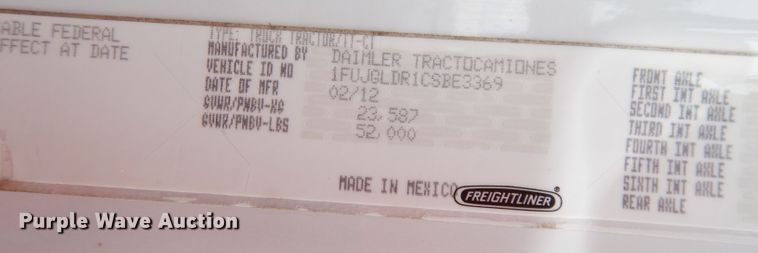 ABLE FEDERAL
EFFECT AT DATE
TYPE: TRUCK TRACTOR/TT-CT
MANUFACTURED BY DAIMLER TRACTOCAMIONES
VEHICLE ID NO 1FUJGLDR1CSBE3369
DATE OF MFR 02/12
GVWR/PNBV-KG 23,587
GVWR/PNBV-LBS 52,000
MADE IN MEXICO FREIGHTLINER®
FRONT AXLE
FIRST INT AXLE
SECOND INT AXLE
THIRD INT AXLE
FOURTH INT AXLE
FIFTH INT AXLE
SIXTH INT AXLE
REAR AXLE
Purple Wave Auction